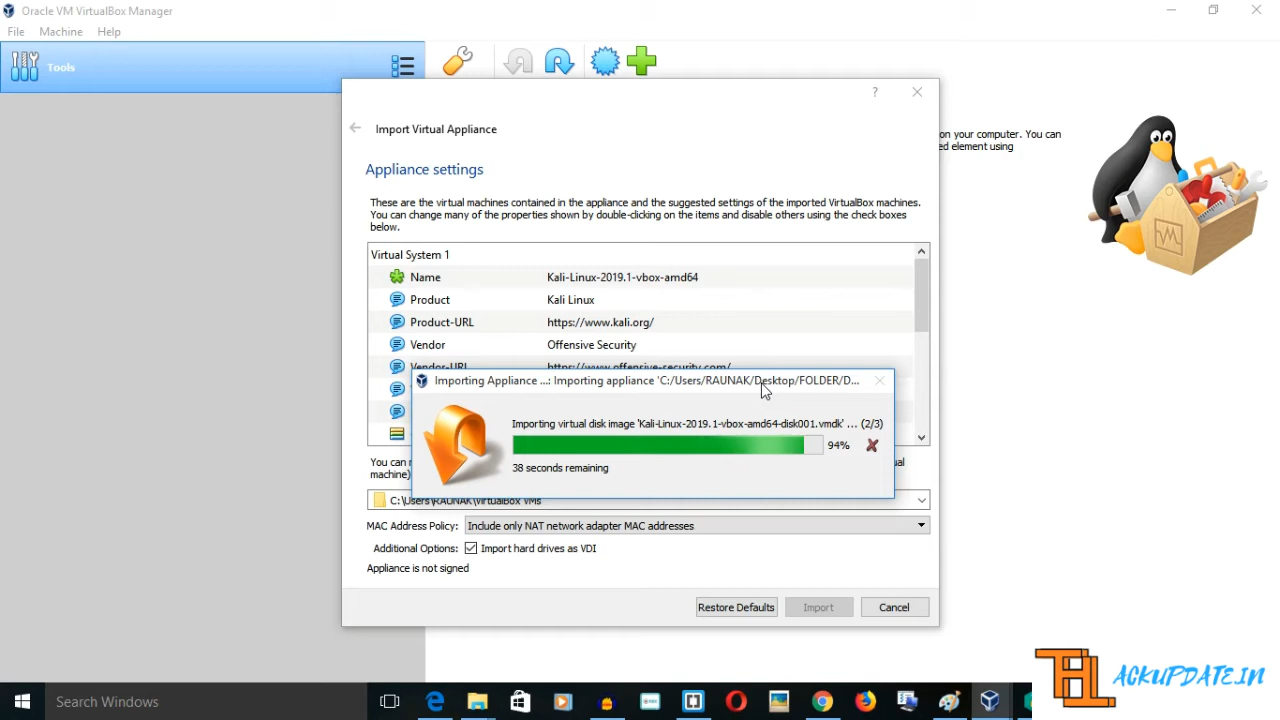 Oracle VM VirtualBox Manager
File Machine Help
Tools
on your computer. You can
ed element using
Import Virtual Appliance
Appliance settings
These are the virtual machines contained in the appliance and the suggested settings of the imported VirtualBox machines.
You can change many of the properties shown by double-clicking on the items and disable others using the check boxes
below.
Virtual System 1
Name Kali-Linux-2019.1-vbox-amd64
Product Kali Linux
Product-URL https://www.kali.org/
Vendor Offensive Security
Vendor-URL https://www.offensive-security.com/
Importing Appliance ...: Importing appliance 'C:/Users/RAUNAK/Desktop/FOLDER/D...
Importing virtual disk image 'Kali-Linux-2019.1-vbox-amd64-disk001.vmdk' ... (2/3)
94%
38 seconds remaining
You can
machine)
C:\Users\RAUNAK\VirtualBox VMs
MAC Address Policy: Include only NAT network adapter MAC addresses
Additional Options: Import hard drives as VDI
Appliance is not signed
Restore Defaults Import Cancel
Search Windows
ACKUPDATE.IN